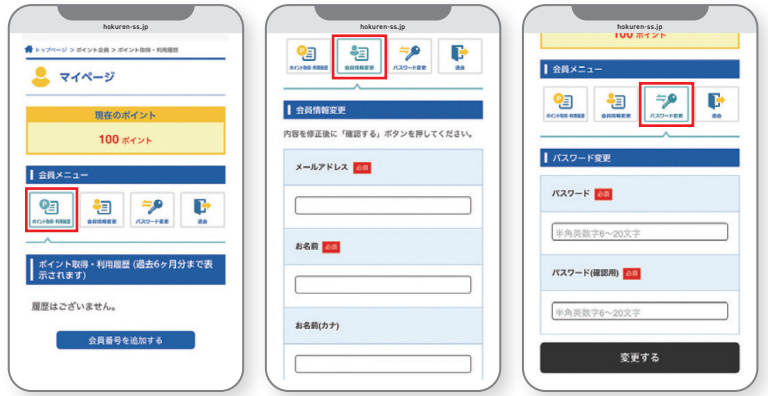 hokuren-ss.jp
トップページ > ポイント会員 > ポイント取得・利用履歴
マイページ
現在のポイント
100 ポイント
会員メニュー
ポイント取得・利用履歴
会員情報変更
パスワード変更
退会
ポイント取得・利用履歴 (過去6ヶ月分まで表
示されます)
履歴はございません。
会員番号を追加する
hokuren-ss.jp
ポイント取得・利用履歴
会員情報変更
パスワード変更
退会
会員情報変更
内容を修正後に「確認する」ボタンを押してください。
メールアドレス 必須
お名前 必須
お名前(カナ)
hokuren-ss.jp
100 ポイント
会員メニュー
ポイント取得・利用履歴
会員情報変更
パスワード変更
退会
パスワード変更
パスワード 必須
半角英数字6〜20文字
パスワード(確認用) 必須
半角英数字6〜20文字
変更する